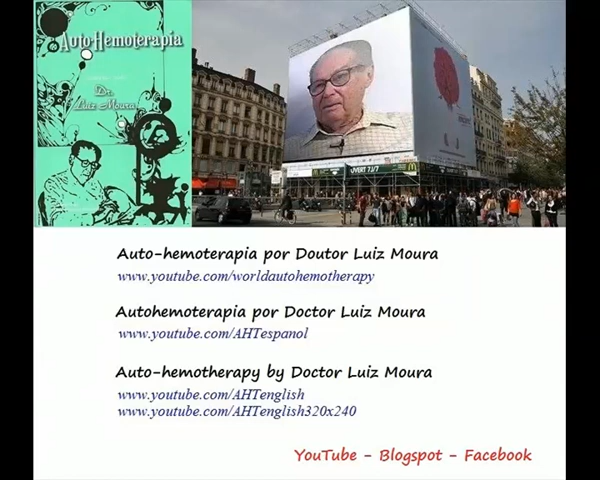 Auto-Hemoterapia
Dr.
Luiz Moura
OUVERT 7J/7
Auto-hemoterapia por Doutor Luiz Moura
www.youtube.com/worldautohemotherapy
Autohemoterapia por Doctor Luiz Moura
www.youtube.com/AHTespanol
Auto-hemotherapy by Doctor Luiz Moura
www.youtube.com/AHTenglish
www.youtube.com/AHTenglish320x240
YouTube - Blogspot - Facebook